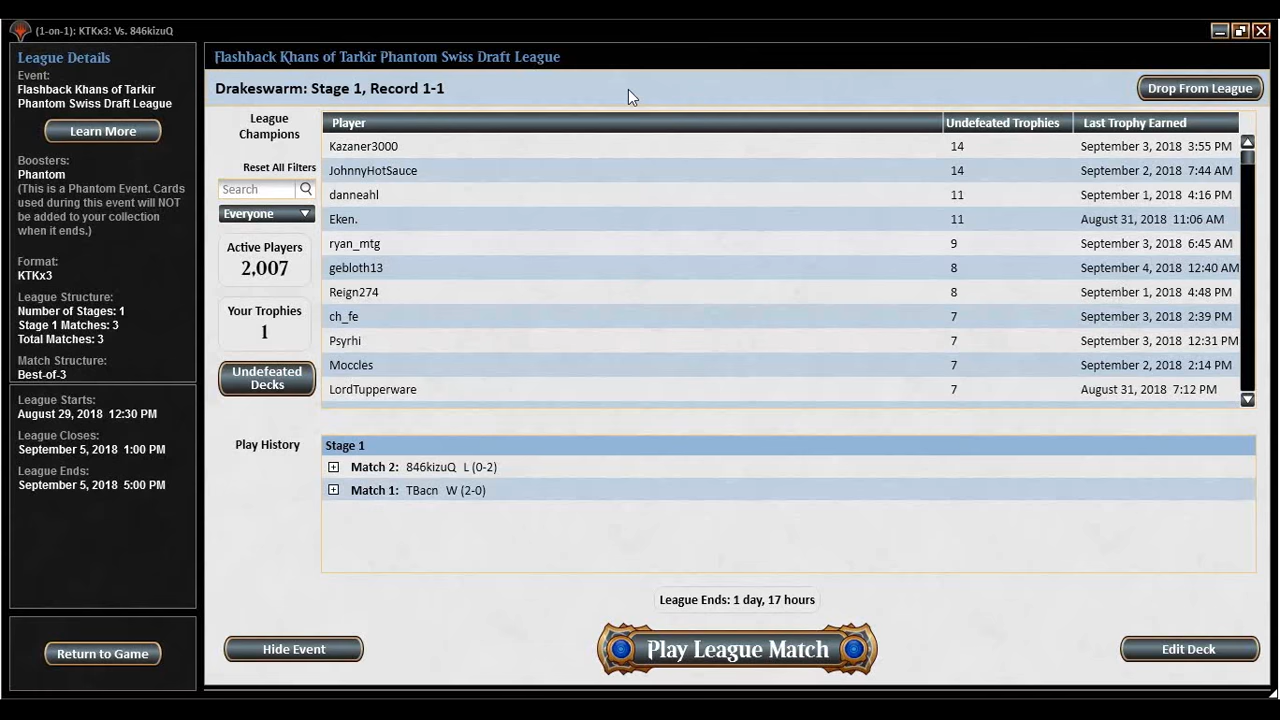 (1-on-1): KTKx3: Vs. 846kizuQ
League Details
Event:
Flashback Khans of Tarkir
Phantom Swiss Draft League
Learn More
Boosters:
Phantom
(This is a Phantom Event. Cards
used during this event will NOT
be added to your collection
when it ends.)
Format:
KTKx3
League Structure:
Number of Stages: 1
Stage 1 Matches: 3
Total Matches: 3
Match Structure:
Best-of-3
League Starts:
August 29, 2018 12:30 PM
League Closes:
September 5, 2018 1:00 PM
League Ends:
September 5, 2018 5:00 PM
Return to Game
Flashback Khans of Tarkir Phantom Swiss Draft League
Drakeswarm: Stage 1, Record 1-1
Drop From League
League
Champions
Reset All Filters
Search
Everyone
Active Players
2,007
Your Trophies
1
Undefeated
Decks
Player Undefeated Trophies Last Trophy Earned
Kazaner3000 14 September 3, 2018 3:55 PM
JohnnyHotSauce 14 September 2, 2018 7:44 AM
danneahl 11 September 1, 2018 4:16 PM
Eken. 11 August 31, 2018 11:06 AM
ryan_mtg 9 September 3, 2018 6:45 AM
gebloth13 8 September 4, 2018 12:40 AM
Reign274 8 September 1, 2018 4:48 PM
ch_fe 7 September 3, 2018 2:39 PM
Psyrhi 7 September 3, 2018 12:31 PM
Moccles 7 September 2, 2018 2:14 PM
LordTupperware 7 August 31, 2018 7:12 PM
Play History
Stage 1
Match 2: 846kizuQ L (0-2)
Match 1: TBacn W (2-0)
League Ends: 1 day, 17 hours
Hide Event
Play League Match
Edit Deck